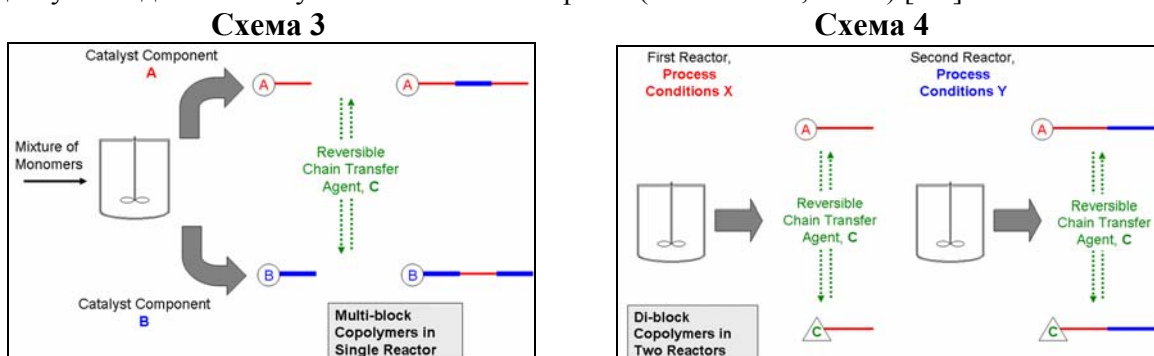 Схема 3
Catalyst Component
A
A
A
Mixture of
Monomers
Reversible
Chain Transfer
Agent, C
B
B
Catalyst Component
B
Multi-block
Copolymers in
Single Reactor
Схема 4
First Reactor,
Process
Conditions X
Second Reactor,
Process
Conditions Y
A
A
Reversible
Chain Transfer
Agent, C
Reversible
Chain Transfer
Agent, C
C
C
Di-block
Copolymers in
Two Reactors